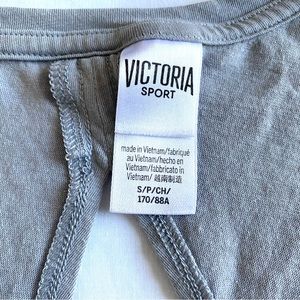 VICTORIA
SPORT
made in Vietnam/fabriqué
au Vietnam/hecho en
Vietnam/fabbricato in
Vietnam/ 越南制造
S/P/CH/
170/88A